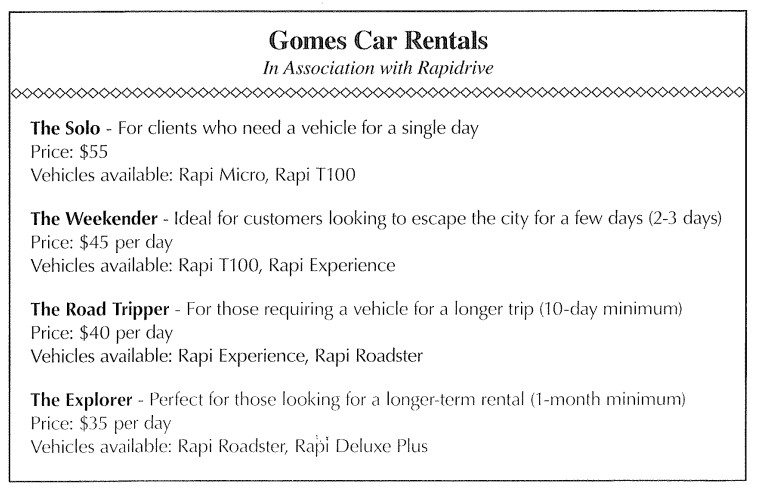 Gomes Car Rentals
In Association with Rapidrive
The Solo - For clients who need a vehicle for a single day
Price: $55
Vehicles available: Rapi Micro, Rapi T100
The Weekender - Ideal for customers looking to escape the city for a few days (2-3 days)
Price: $45 per day
Vehicles available: Rapi T100, Rapi Experience
The Road Tripper - For those requiring a vehicle for a longer trip (10-day minimum)
Price: $40 per day
Vehicles available: Rapi Experience, Rapi Roadster
The Explorer - Perfect for those looking for a longer-term rental (1-month minimum)
Price: $35 per day
Vehicles available: Rapi Roadster, Rapi Deluxe Plus